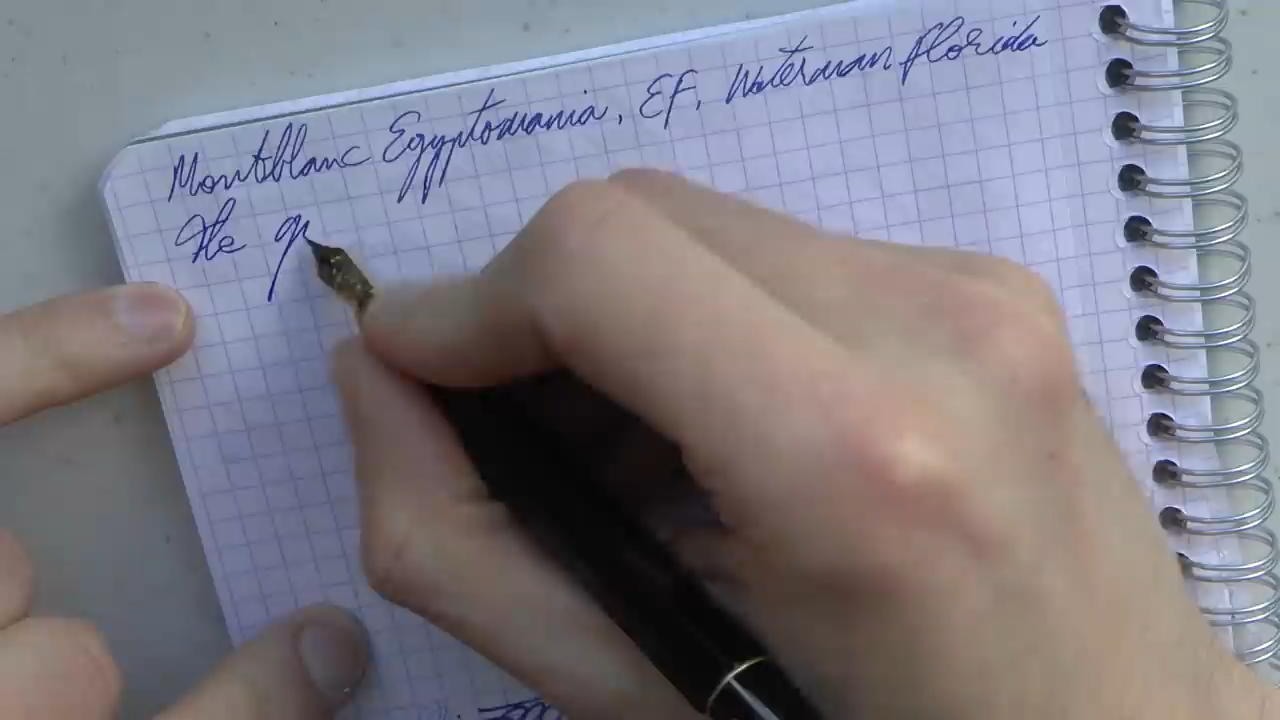 Montblanc Egyptomania, EF, Waterman Florida
The q